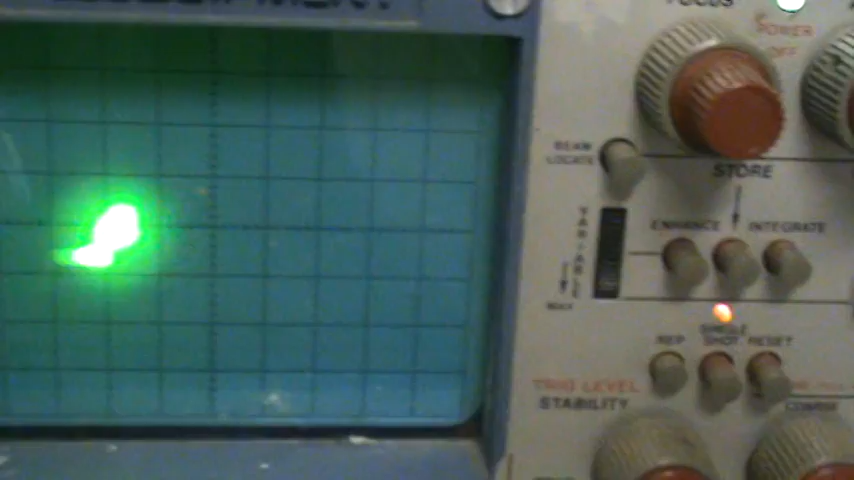 FOCUS
POWER
OFF
BEAM
LOCATE
STORE
VARIABLE
ENHANCE
INTEGRATE
MAX
SINGLE
REP
SHOT
RESET
TRIG LEVEL
STABILITY